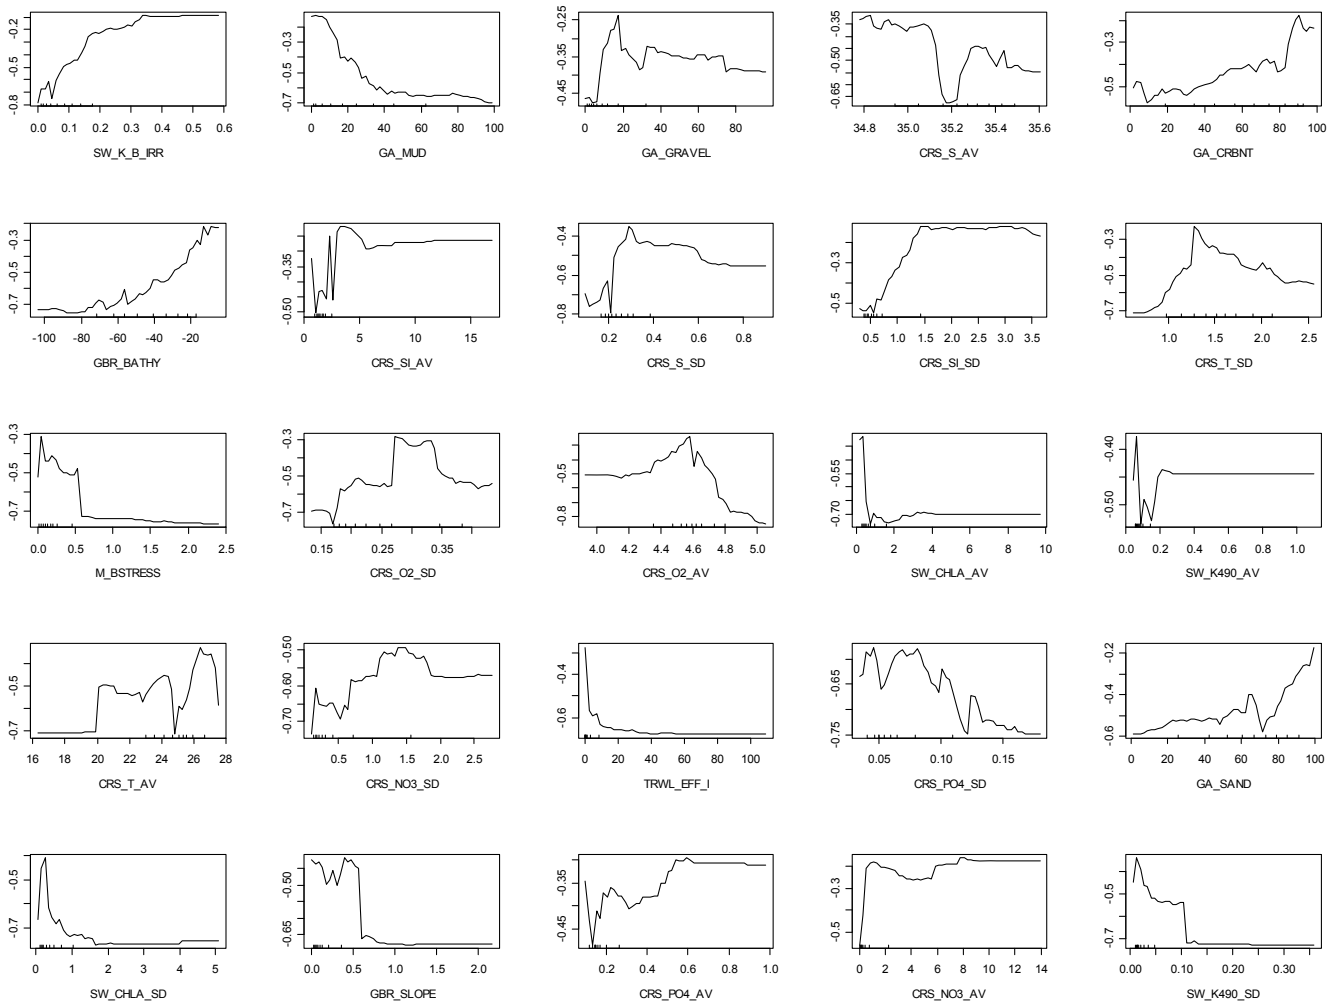 -0.8 -0.5 -0.2
0.0 0.1 0.2 0.3 0.4 0.5 0.6
SW_K_B_IRR
-0.7 -0.5 -0.3
0 20 40 60 80 100
GA_MUD
-0.45 -0.35 -0.25
0 20 40 60 80
GA_GRAVEL
-0.65 -0.55 -0.45 -0.35
34.8 35.0 35.2 35.4 35.6
CRS_S_AV
-0.5 -0.3
0 20 40 60 80 100
GA_CRBNT
-0.7 -0.5 -0.3
-100 -80 -60 -40 -20
GBR_BATHY
-0.50 -0.35
0 5 10 15
CRS_SI_AV
-0.8 -0.6 -0.4
0.2 0.4 0.6 0.8
CRS_S_SD
-0.5 -0.3
0.5 1.0 1.5 2.0 2.5 3.0 3.5
CRS_SI_SD
-0.7 -0.5 -0.3
1.0 1.5 2.0 2.5
CRS_T_SD
-0.7 -0.5 -0.3
0.0 0.5 1.0 1.5 2.0 2.5
M_BSTRESS
-0.7 -0.5 -0.3
0.15 0.25 0.35
CRS_O2_SD
-0.8 -0.5
4.0 4.2 4.4 4.6 4.8 5.0
CRS_O2_AV
-0.70 -0.55
0 2 4 6 8 10
SW_CHLA_AV
-0.50 -0.40
0.0 0.2 0.4 0.6 0.8 1.0
SW_K490_AV
-0.7 -0.5
16 18 20 22 24 26 28
CRS_T_AV
-0.70 -0.60 -0.50
0.5 1.0 1.5 2.0 2.5
CRS_NO3_SD
-0.6 -0.4
0 20 40 60 80 100
TRWL_EFF_I
-0.75 -0.65
0.05 0.10 0.15
CRS_PO4_SD
-0.6 -0.4 -0.2
0 20 40 60 80 100
GA_SAND
-0.7 -0.5
0 1 2 3 4 5
SW_CHLA_SD
-0.65 -0.50
0.0 0.5 1.0 1.5 2.0
GBR_SLOPE
-0.45 -0.35
0.2 0.4 0.6 0.8 1.0
CRS_PO4_AV
-0.5 -0.3
0 2 4 6 8 10 12 14
CRS_NO3_AV
-0.7 -0.5
0.00 0.10 0.20 0.30
SW_K490_SD